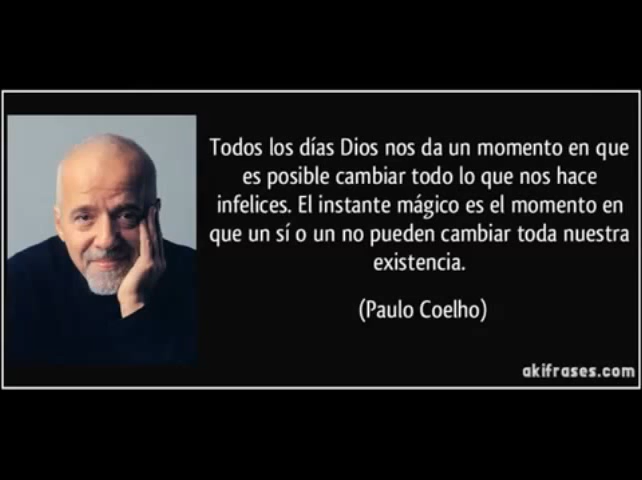 Todos los días Dios nos da un momento en que
es posible cambiar todo lo que nos hace
infelices. El instante mágico es el momento en
que un sí o un no pueden cambiar toda nuestra
existencia.
(Paulo Coelho)
akifrases.com